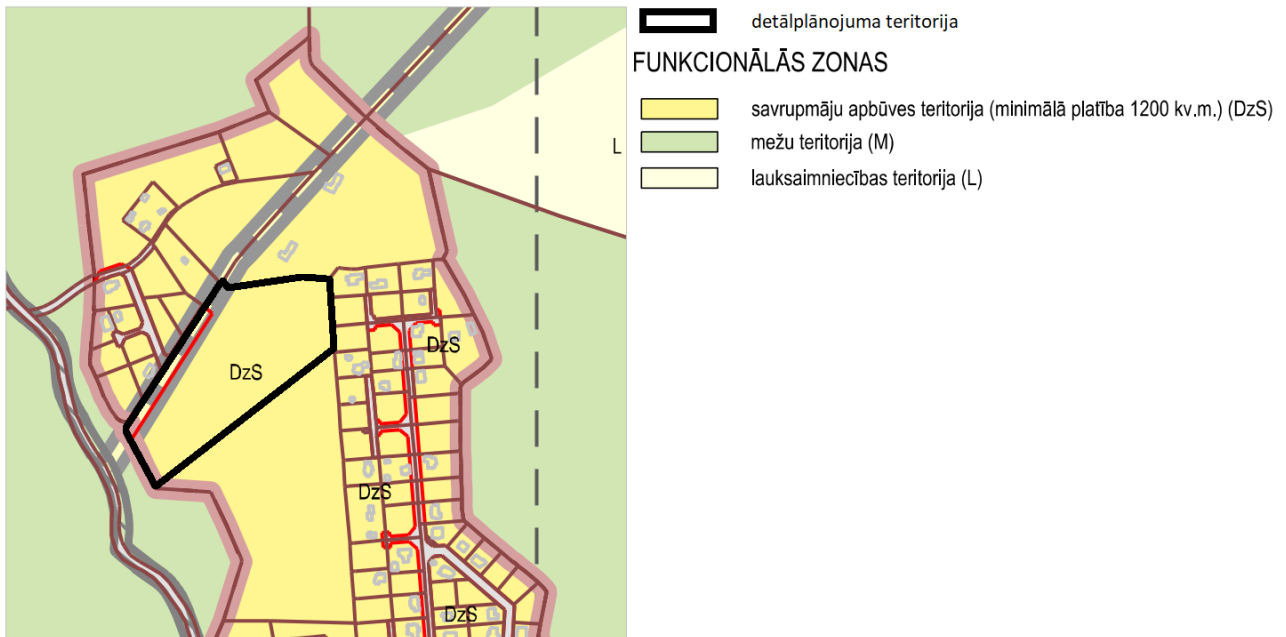 detālplānojuma teritorija
FUNKCIONĀLĀS ZONAS
savrupmāju apbūves teritorija (minimālā platība 1200 kv.m.) (DzS)
mežu teritorija (M)
lauksaimniecības teritorija (L)
L
DzS
DzS
DzS
DzS